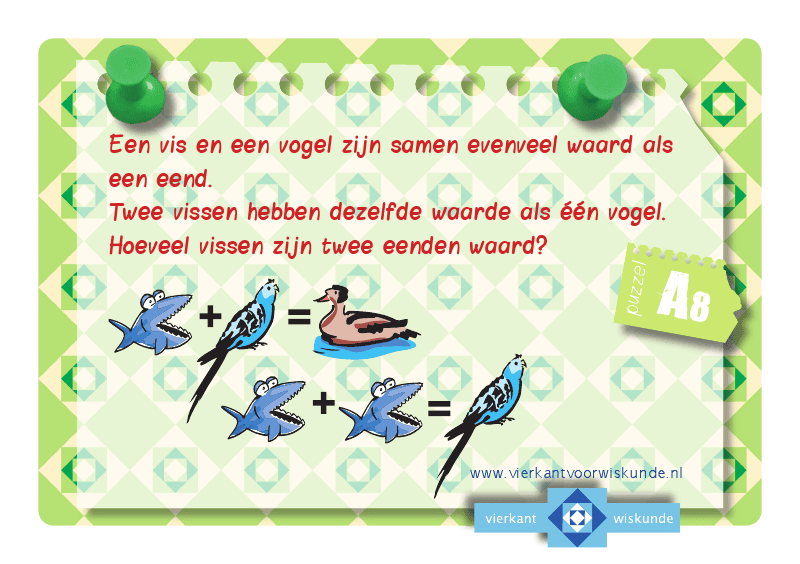 Een vis en een vogel zijn samen evenveel waard als
een eend.
Twee vissen hebben dezelfde waarde als één vogel.
Hoeveel vissen zijn twee eenden waard?
puzzel
A8
+ =
+ =
www.vierkantvoorwiskunde.nl
vierkant wiskunde